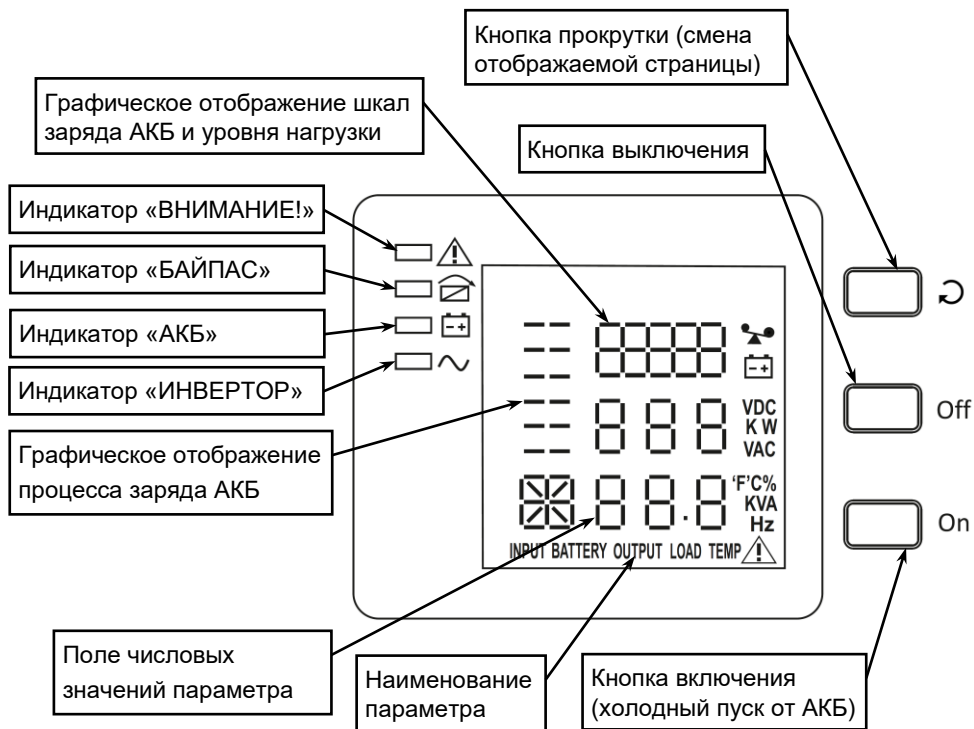 Кнопка прокрутки (смена
отображаемой страницы)
Графическое отображение шкал
заряда АКБ и уровня нагрузки
Кнопка выключения
Индикатор «ВНИМАНИЕ!»
Индикатор «БАЙПАС»
Индикатор «АКБ»
Индикатор «ИНВЕРТОР»
Графическое отображение
процесса заряда АКБ
VDC
K W
VAC
Off
'F'C%
KVA
Hz
On
INPUT BATTERY OUTPUT LOAD TEMP
Поле числовых
значений параметра
Наименование
параметра
Кнопка включения
(холодный пуск от АКБ)